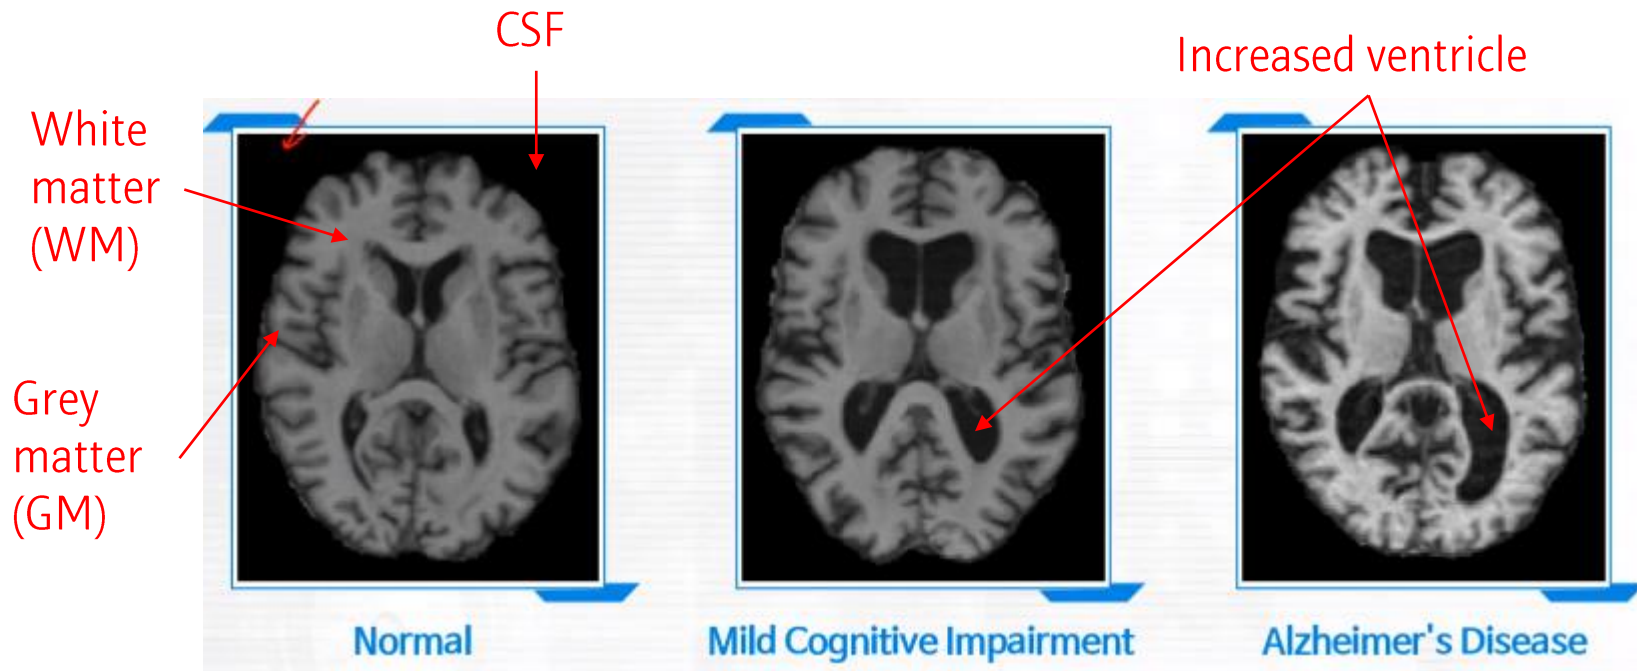 CSF
Increased ventricle
White
matter
(WM)
Grey
matter
(GM)
Normal
Mild Cognitive Impairment
Alzheimer's Disease